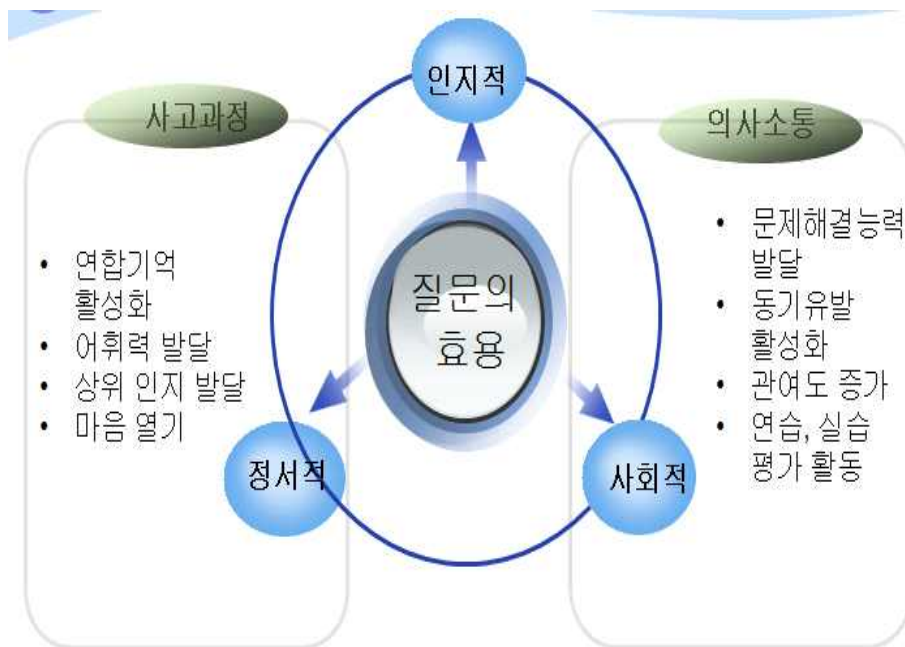 인지적
사고과정
의사소통
• 연합기억
활성화
• 어휘력 발달
• 상위 인지 발달
• 마음 열기
질문의
효용
• 문제해결능력
발달
• 동기유발
활성화
• 관여도 증가
• 연습, 실습
평가 활동
정서적
사회적